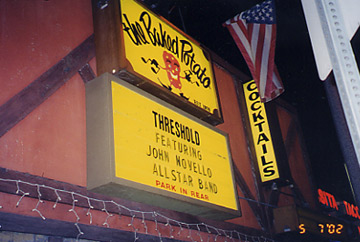 the Baked Potato
EST. 1970
THRESHOLD
FEATURING
JOHN NOVELLO
ALLSTAR BAND
PARK IN REAR
COCKTAILS
5 7'02